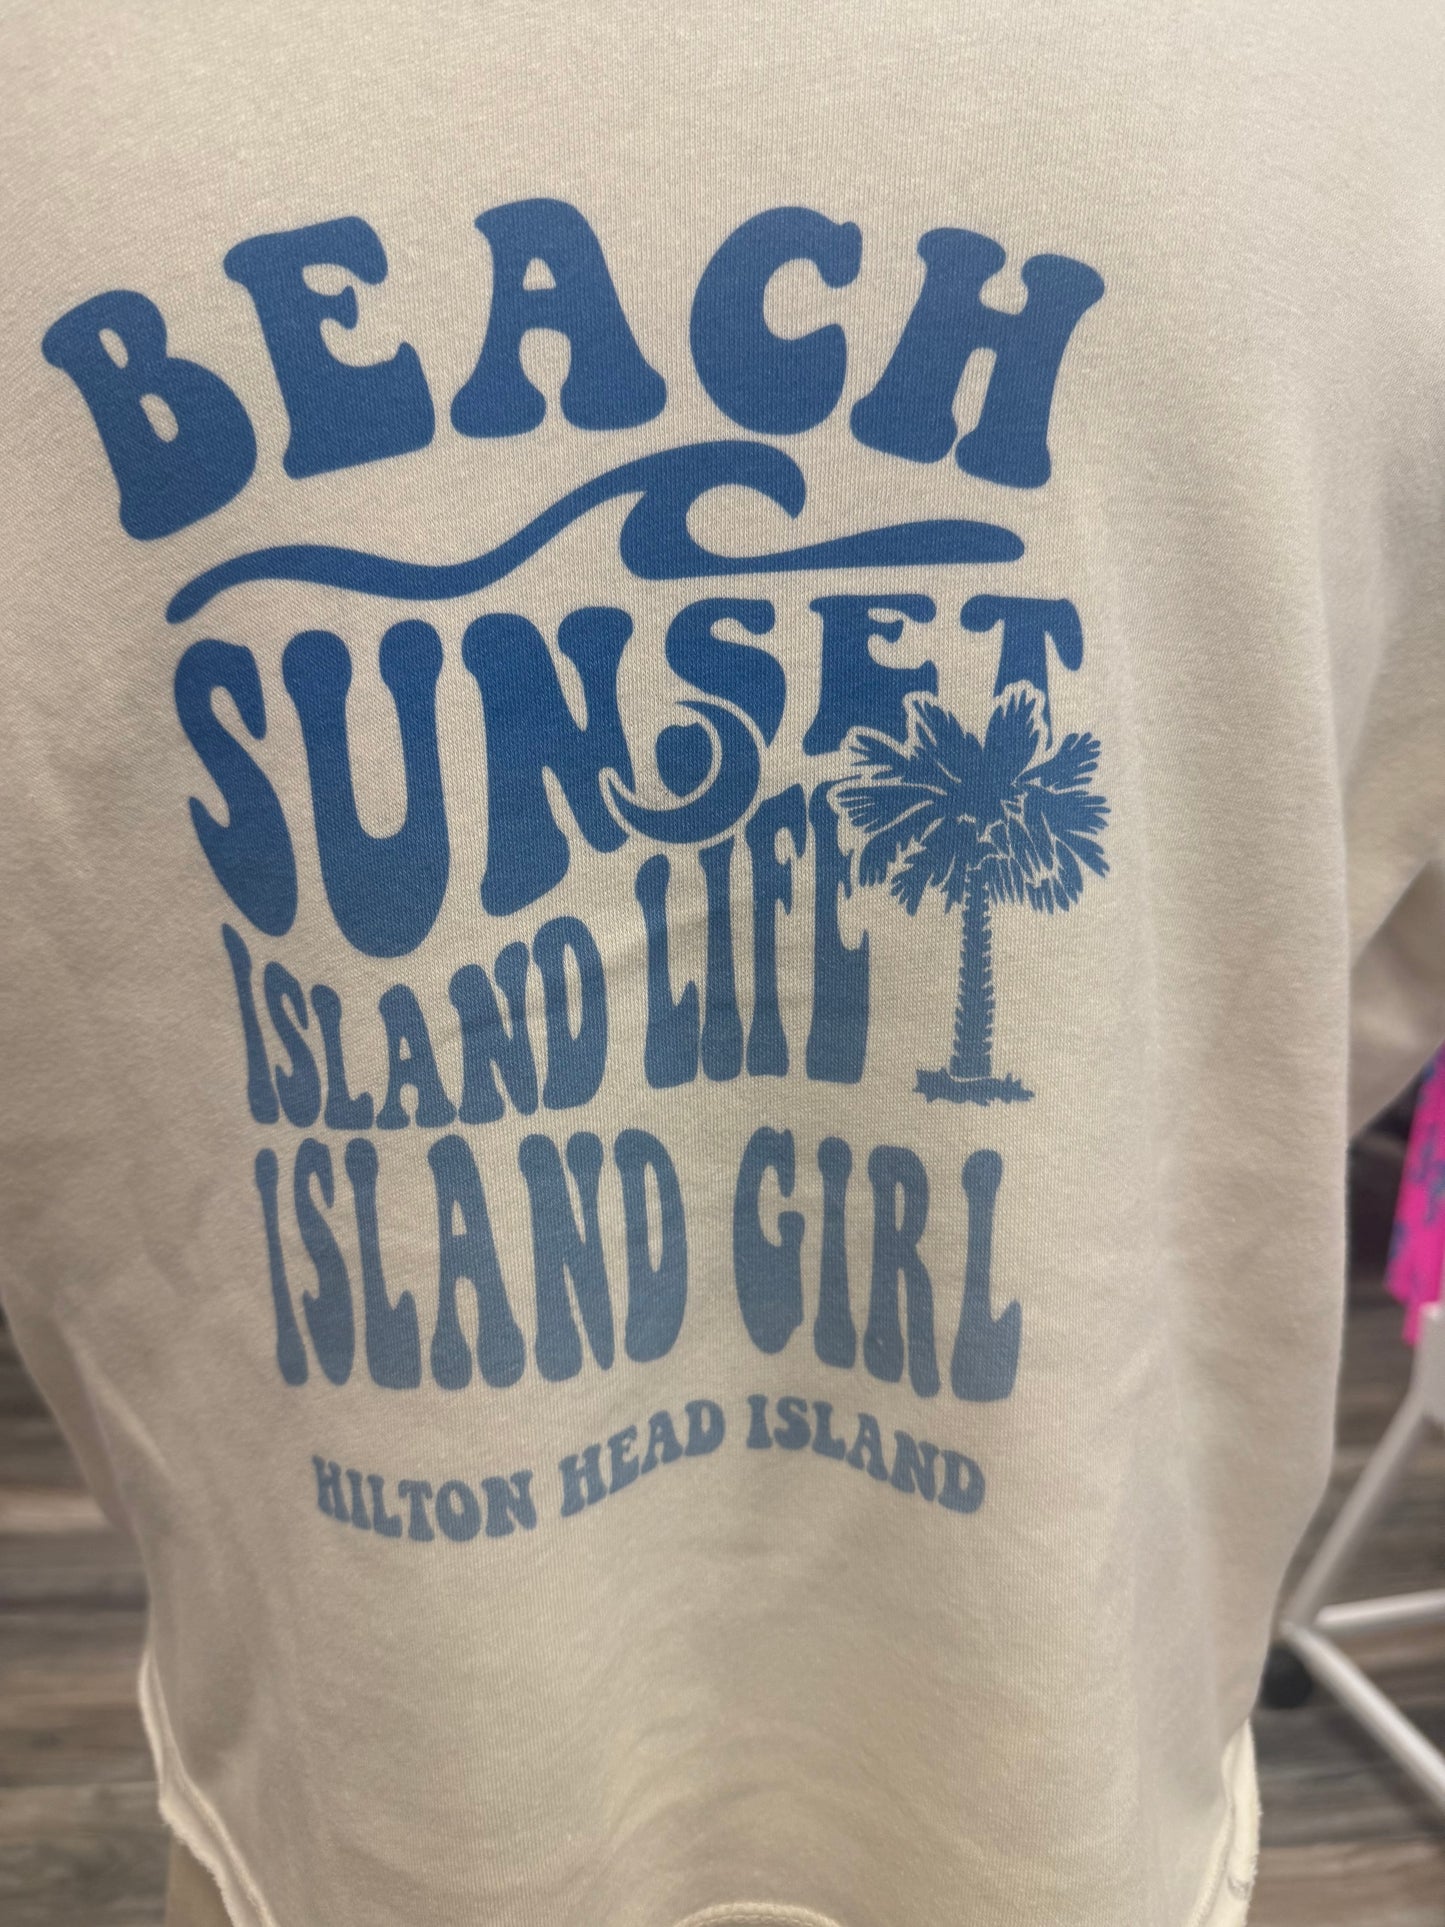 BEACH
SUNSET
ISLAND LIFE
ISLAND GIRL
HILTON HEAD ISLAND